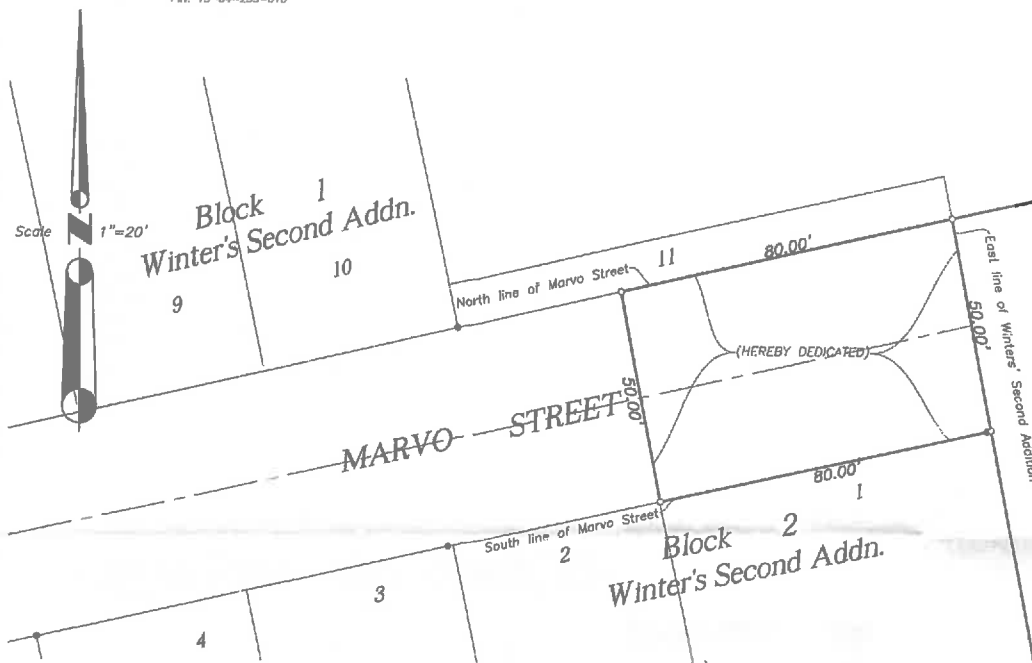 Scale N 1"=20'
Block 1
Winter's Second Addn.
9
10
11
North line of Marvo Street
80.00'
East line of Winters' Second Addition
50.00'
(HEREBY DEDICATED)
50.00'
MARVO STREET
80.00'
1
South line of Marvo Street
Block 2
Winter's Second Addn.
2
3
4